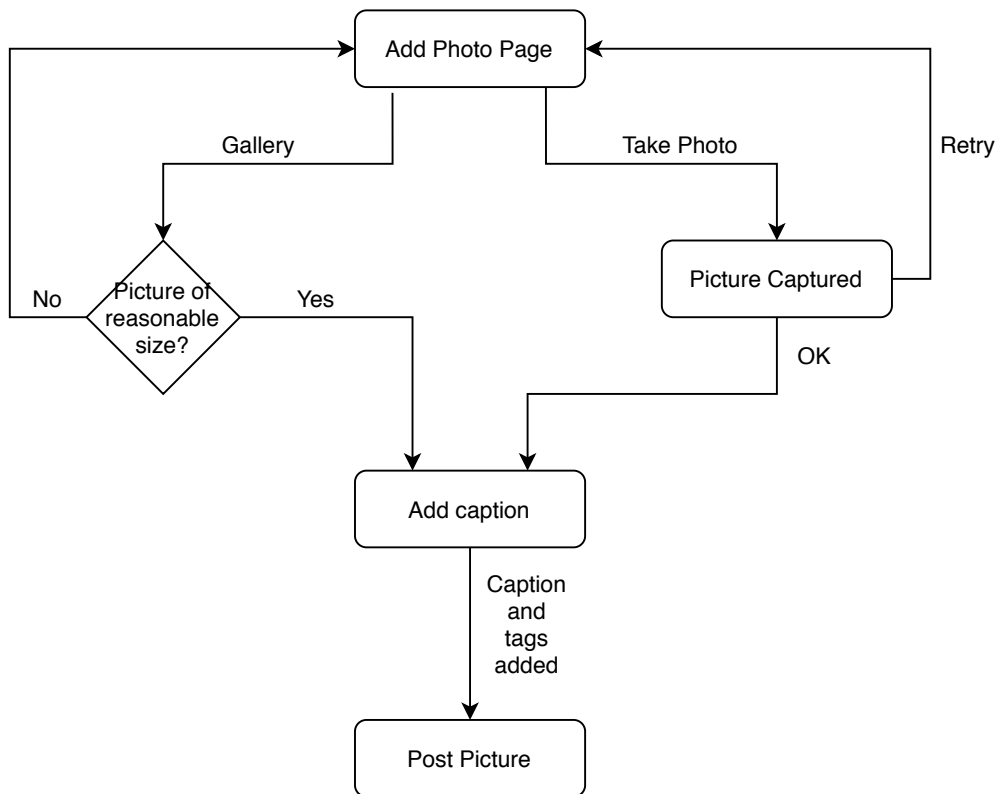 Add Photo Page
Gallery
Take Photo
Retry
Picture of
reasonable
size?
No
Yes
Picture Captured
OK
Add caption
Caption
and
tags
added
Post Picture